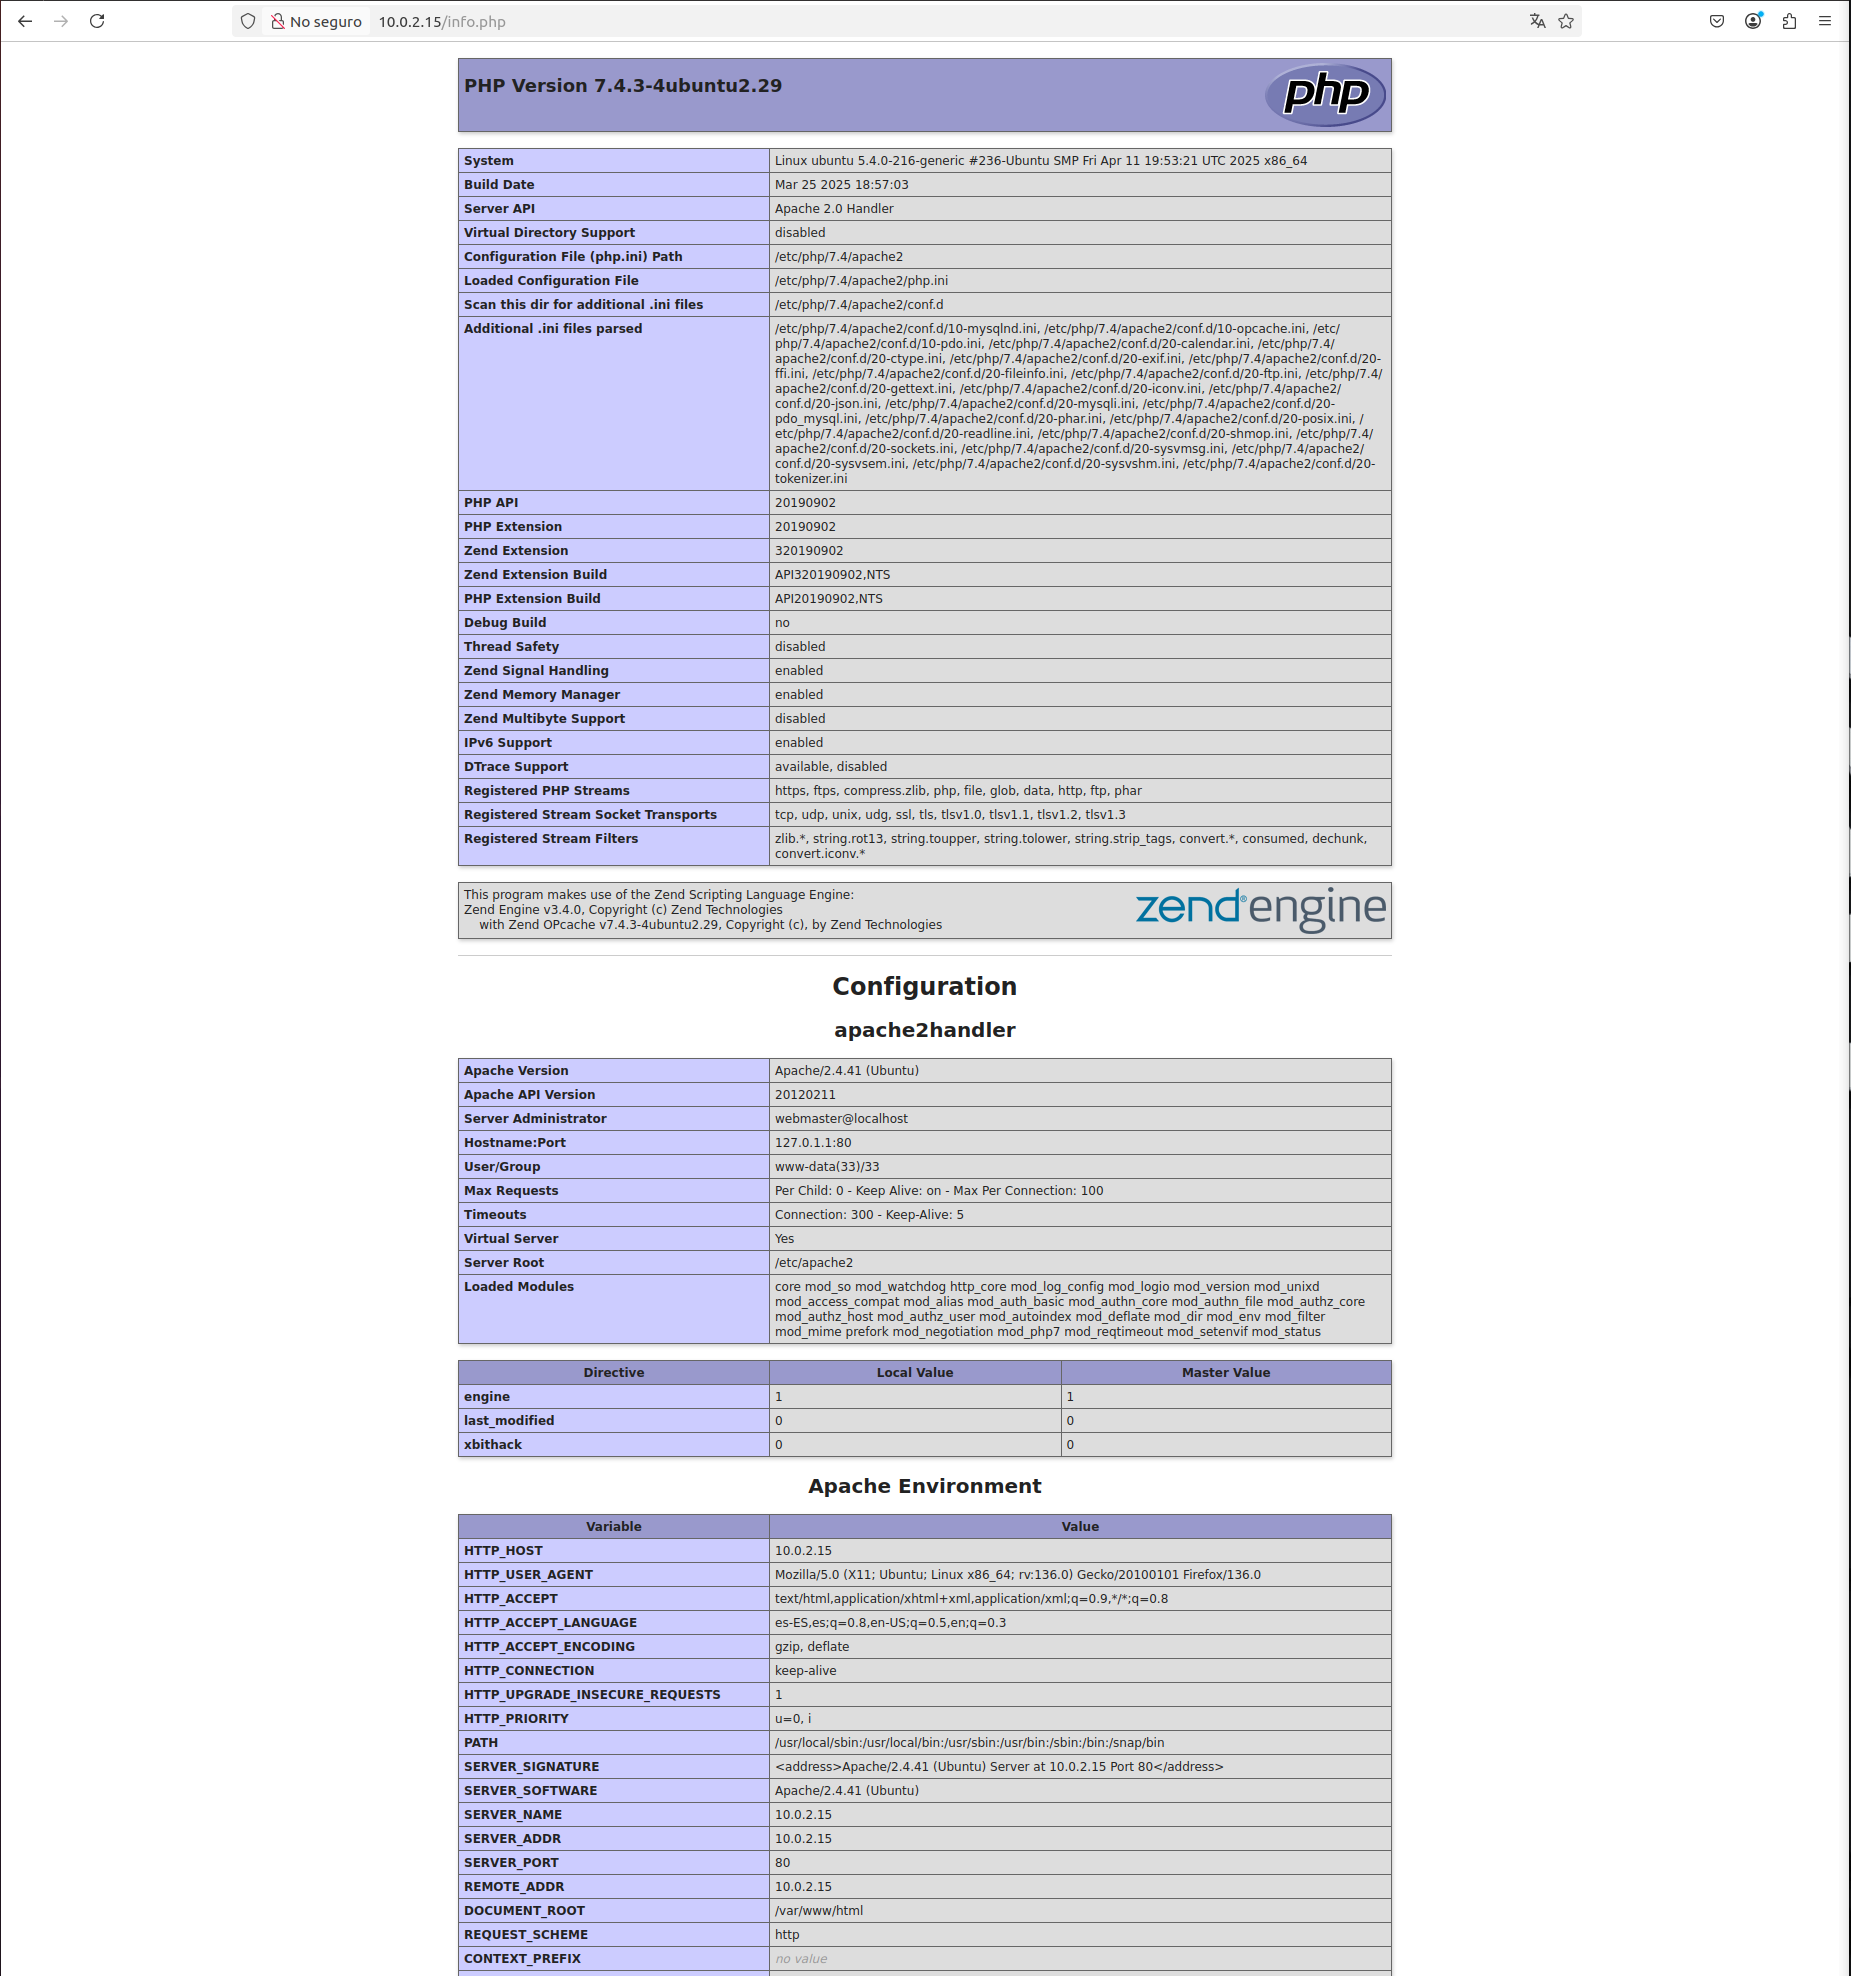 No seguro 10.0.2.15/info.php
PHP Version 7.4.3-4ubuntu2.29
php
System Linux ubuntu 5.4.0-216-generic #236-Ubuntu SMP Fri Apr 11 19:53:21 UTC 2025 x86_64
Build Date Mar 25 2025 18:57:03
Server API Apache 2.0 Handler
Virtual Directory Support disabled
Configuration File (php.ini) Path /etc/php/7.4/apache2
Loaded Configuration File /etc/php/7.4/apache2/php.ini
Scan this dir for additional .ini files /etc/php/7.4/apache2/conf.d
Additional .ini files parsed /etc/php/7.4/apache2/conf.d/10-mysqlnd.ini, /etc/php/7.4/apache2/conf.d/10-opcache.ini, /etc/
php/7.4/apache2/conf.d/10-pdo.ini, /etc/php/7.4/apache2/conf.d/20-calendar.ini, /etc/php/7.4/
apache2/conf.d/20-ctype.ini, /etc/php/7.4/apache2/conf.d/20-exif.ini, /etc/php/7.4/apache2/conf.d/20-
ffi.ini, /etc/php/7.4/apache2/conf.d/20-fileinfo.ini, /etc/php/7.4/apache2/conf.d/20-ftp.ini, /etc/php/7.4/
apache2/conf.d/20-gettext.ini, /etc/php/7.4/apache2/conf.d/20-iconv.ini, /etc/php/7.4/apache2/
conf.d/20-json.ini, /etc/php/7.4/apache2/conf.d/20-mysqli.ini, /etc/php/7.4/apache2/conf.d/20-
pdo_mysql.ini, /etc/php/7.4/apache2/conf.d/20-phar.ini, /etc/php/7.4/apache2/conf.d/20-posix.ini, /
etc/php/7.4/apache2/conf.d/20-readline.ini, /etc/php/7.4/apache2/conf.d/20-shmop.ini, /etc/php/7.4/
apache2/conf.d/20-sockets.ini, /etc/php/7.4/apache2/conf.d/20-sysvmsg.ini, /etc/php/7.4/apache2/
conf.d/20-sysvsem.ini, /etc/php/7.4/apache2/conf.d/20-sysvshm.ini, /etc/php/7.4/apache2/conf.d/20-
tokenizer.ini
PHP API 20190902
PHP Extension 20190902
Zend Extension 320190902
Zend Extension Build API320190902,NTS
PHP Extension Build API20190902,NTS
Debug Build no
Thread Safety disabled
Zend Signal Handling enabled
Zend Memory Manager enabled
Zend Multibyte Support disabled
IPv6 Support enabled
DTrace Support available, disabled
Registered PHP Streams https, ftps, compress.zlib, php, file, glob, data, http, ftp, phar
Registered Stream Socket Transports tcp, udp, unix, udg, ssl, tls, tlsv1.0, tlsv1.1, tlsv1.2, tlsv1.3
Registered Stream Filters zlib.*, string.rot13, string.toupper, string.tolower, string.strip_tags, convert.*, consumed, dechunk,
convert.iconv.*
This program makes use of the Zend Scripting Language Engine:
Zend Engine v3.4.0, Copyright (c) Zend Technologies
with Zend OPcache v7.4.3-4ubuntu2.29, Copyright (c), by Zend Technologies
zend® engine
Configuration
apache2handler
Apache Version Apache/2.4.41 (Ubuntu)
Apache API Version 20120211
Server Administrator webmaster@localhost
Hostname:Port 127.0.1.1:80
User/Group www-data(33)/33
Max Requests Per Child: 0 - Keep Alive: on - Max Per Connection: 100
Timeouts Connection: 300 - Keep-Alive: 5
Virtual Server Yes
Server Root /etc/apache2
Loaded Modules core mod_so mod_watchdog http_core mod_log_config mod_logio mod_version mod_unixd
mod_access_compat mod_alias mod_auth_basic mod_authn_core mod_authn_file mod_authz_core
mod_authz_host mod_authz_user mod_autoindex mod_deflate mod_dir mod_env mod_filter
mod_mime prefork mod_negotiation mod_php7 mod_reqtimeout mod_setenvif mod_status
Directive Local Value Master Value
engine 1 1
last_modified 0 0
xbithack 0 0
Apache Environment
Variable Value
HTTP_HOST 10.0.2.15
HTTP_USER_AGENT Mozilla/5.0 (X11; Ubuntu; Linux x86_64; rv:136.0) Gecko/20100101 Firefox/136.0
HTTP_ACCEPT text/html,application/xhtml+xml,application/xml;q=0.9,*/*;q=0.8
HTTP_ACCEPT_LANGUAGE es-ES,es;q=0.8,en-US;q=0.5,en;q=0.3
HTTP_ACCEPT_ENCODING gzip, deflate
HTTP_CONNECTION keep-alive
HTTP_UPGRADE_INSECURE_REQUESTS 1
HTTP_PRIORITY u=0, i
PATH /usr/local/sbin:/usr/local/bin:/usr/sbin:/usr/bin:/sbin:/bin:/snap/bin
SERVER_SIGNATURE <address>Apache/2.4.41 (Ubuntu) Server at 10.0.2.15 Port 80</address>
SERVER_SOFTWARE Apache/2.4.41 (Ubuntu)
SERVER_NAME 10.0.2.15
SERVER_ADDR 10.0.2.15
SERVER_PORT 80
REMOTE_ADDR 10.0.2.15
DOCUMENT_ROOT /var/www/html
REQUEST_SCHEME http
CONTEXT_PREFIX no value